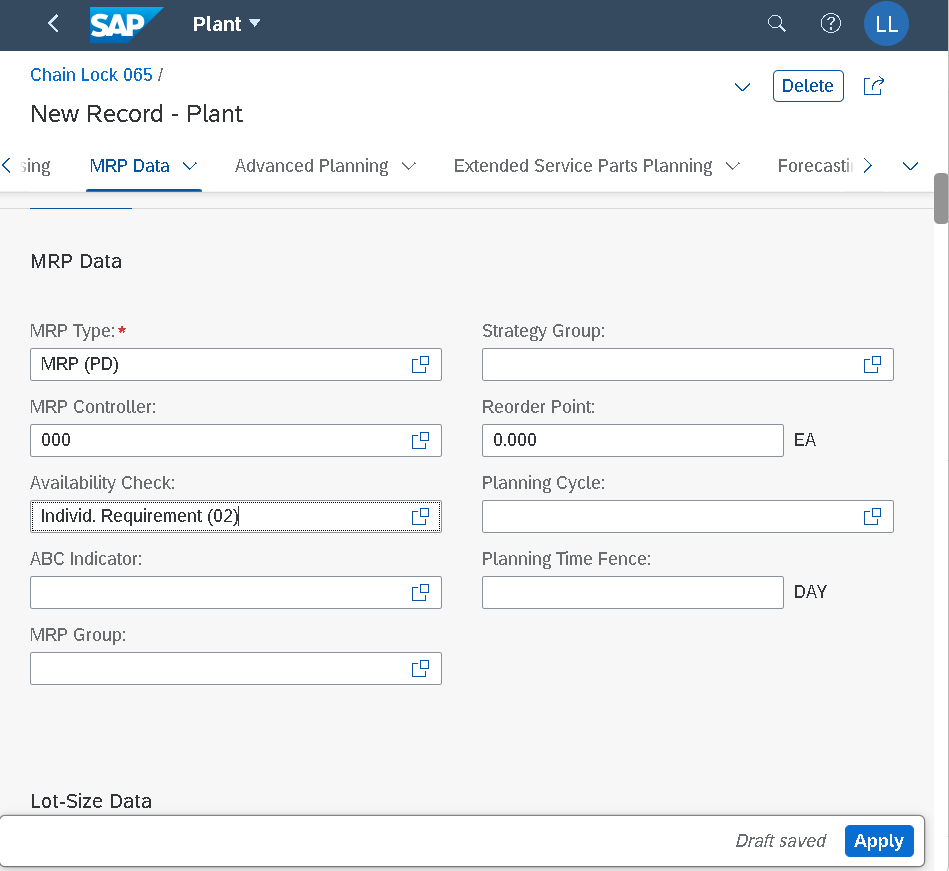 SAP Plant LL
Chain Lock 065 /
New Record - Plant
Delete
sing MRP Data Advanced Planning Extended Service Parts Planning Forecasti
MRP Data
MRP Type:* Strategy Group:
MRP (PD)
MRP Controller: Reorder Point:
000 0.000 EA
Availability Check: Planning Cycle:
Individ. Requirement (02)
ABC Indicator: Planning Time Fence:
DAY
MRP Group:
Lot-Size Data
Draft saved Apply